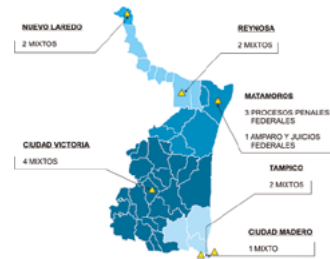 NUEVO LAREDO
2 MIXTOS
REYNOSA
2 MIXTOS
MATAMOROS
3 PROCESOS PENALES
FEDERALES
1 AMPARO Y JUICIOS
FEDERALES
CIUDAD VICTORIA
4 MIXTOS
TAMPICO
2 MIXTOS
CIUDAD MADERO
1 MIXTO